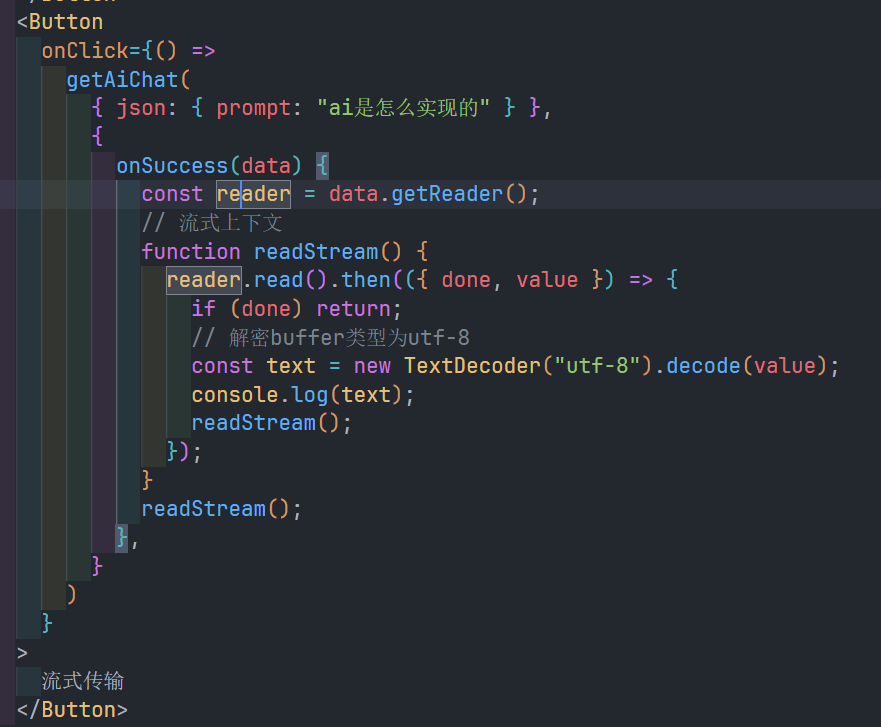 <Button
onClick={() =>
getAiChat(
{ json: { prompt: "ai是怎么实现的" } },
{
onSuccess(data) {
const reader = data.getReader();
// 流式上下文
function readStream() {
reader.read().then(({ done, value }) => {
if (done) return;
// 解密buffer类型为utf-8
const text = new TextDecoder("utf-8").decode(value);
console.log(text);
readStream();
});
}
readStream();
},
}
)
}
>
流式传输
</Button>